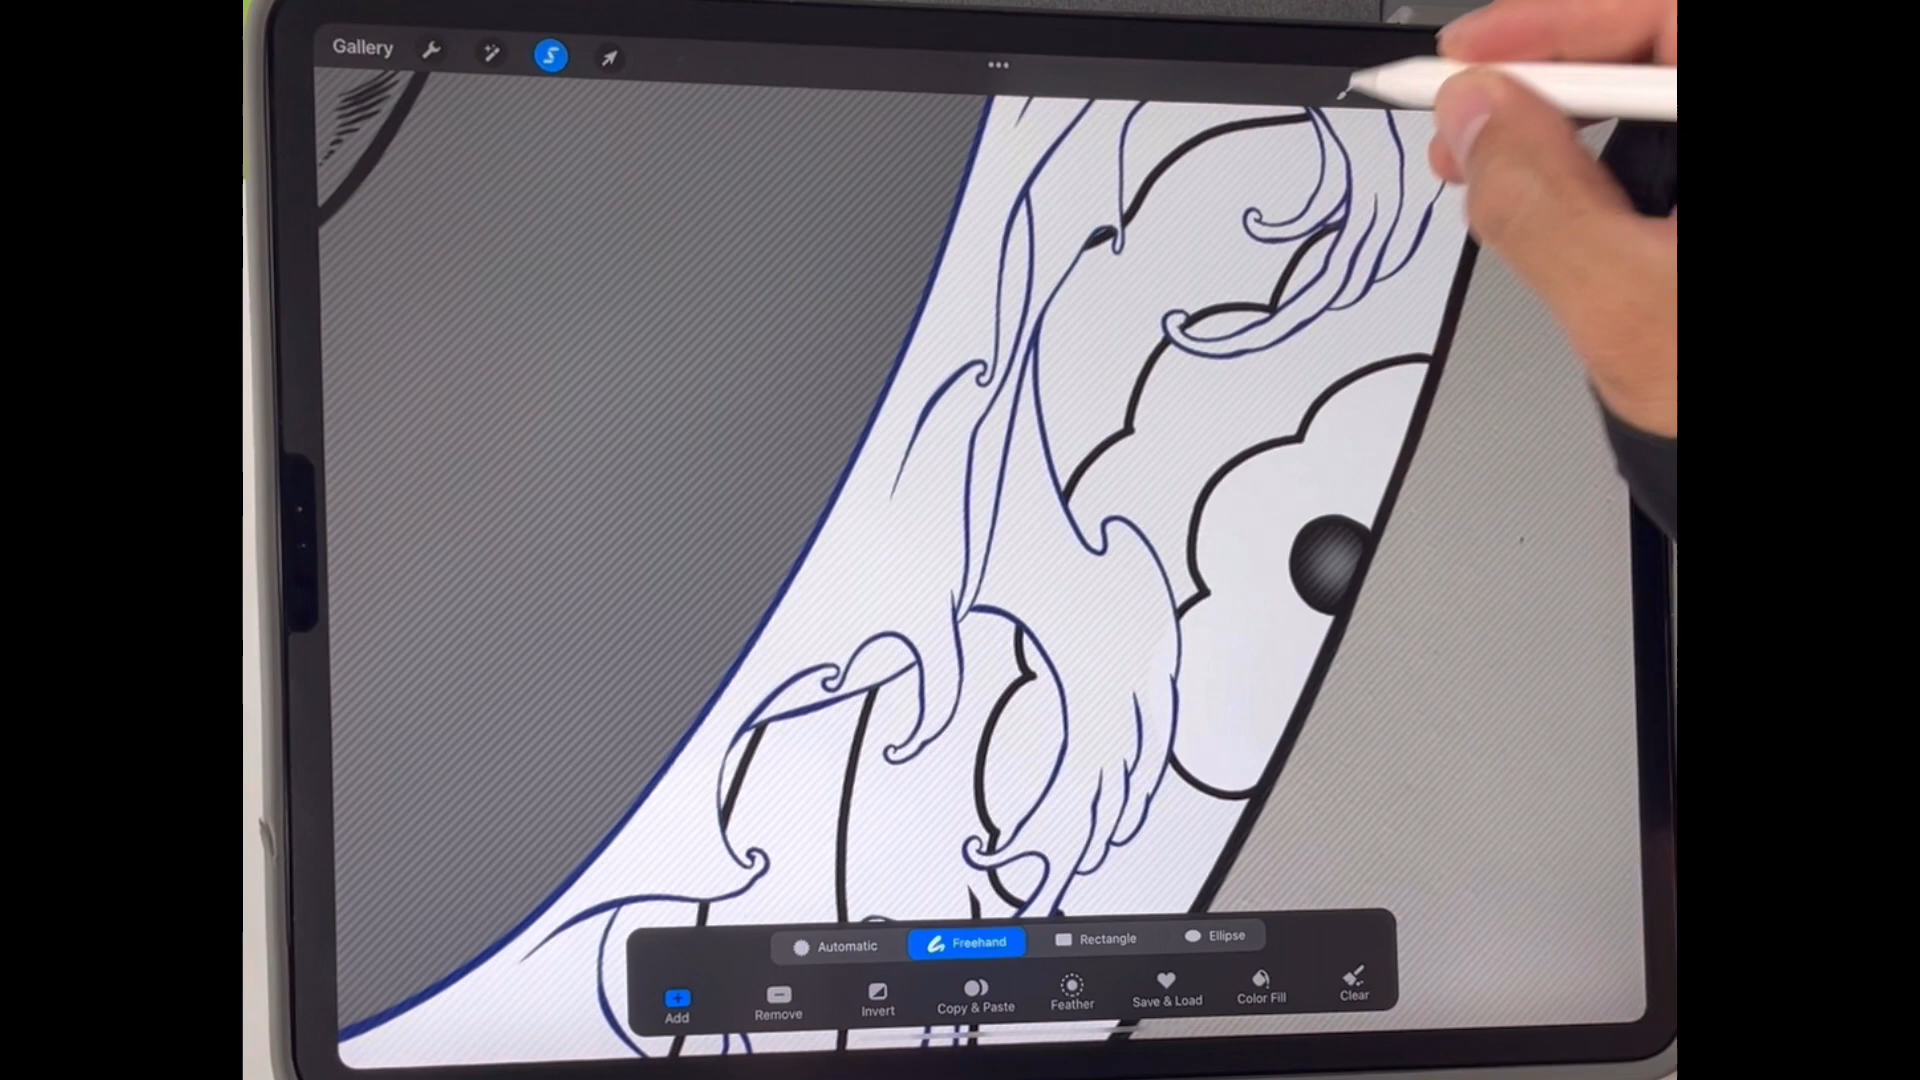 Gallery
Automatic Freehand Rectangle Ellipse
Add Remove Invert Copy & Paste Feather Save & Load Color Fill Clear